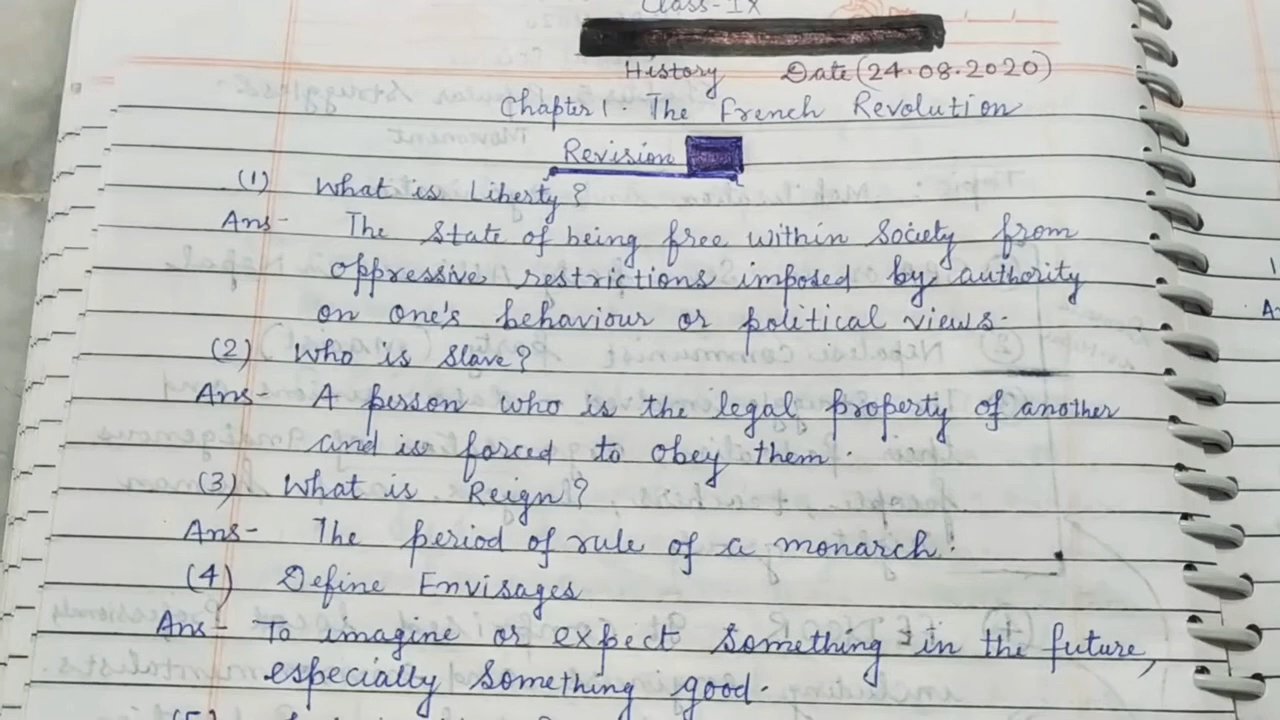 Class-IX
History Date (24.08.2020)
Chapter 1. The French Revolution
Revision
(1) What is Liberty?
Ans- The state of being free within society from
oppressive restrictions imposed by authority
on one's behaviour or political views.
(2) Who is slave?
Ans- A person who is the legal property of another
and is forced to obey them.
(3) What is Reign?
Ans- The period of rule of a monarch.
(4) Define Envisages
Ans- To imagine or expect something in the future,
especially something good.